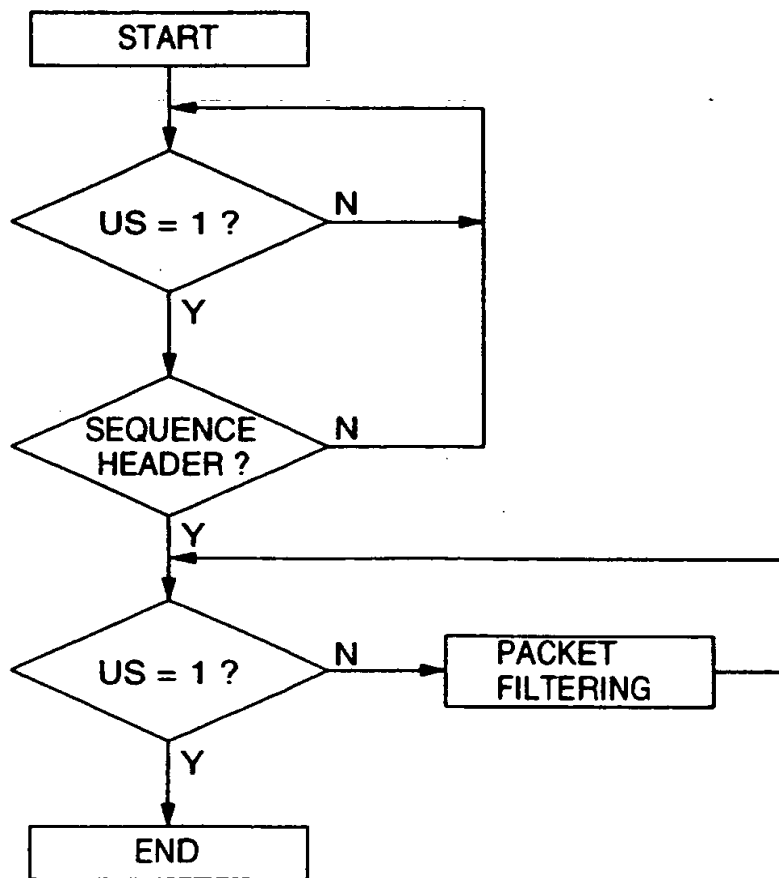 START
US = 1 ?
N
Y
SEQUENCE
HEADER ?
N
Y
US = 1 ?
N
PACKET
FILTERING
Y
END